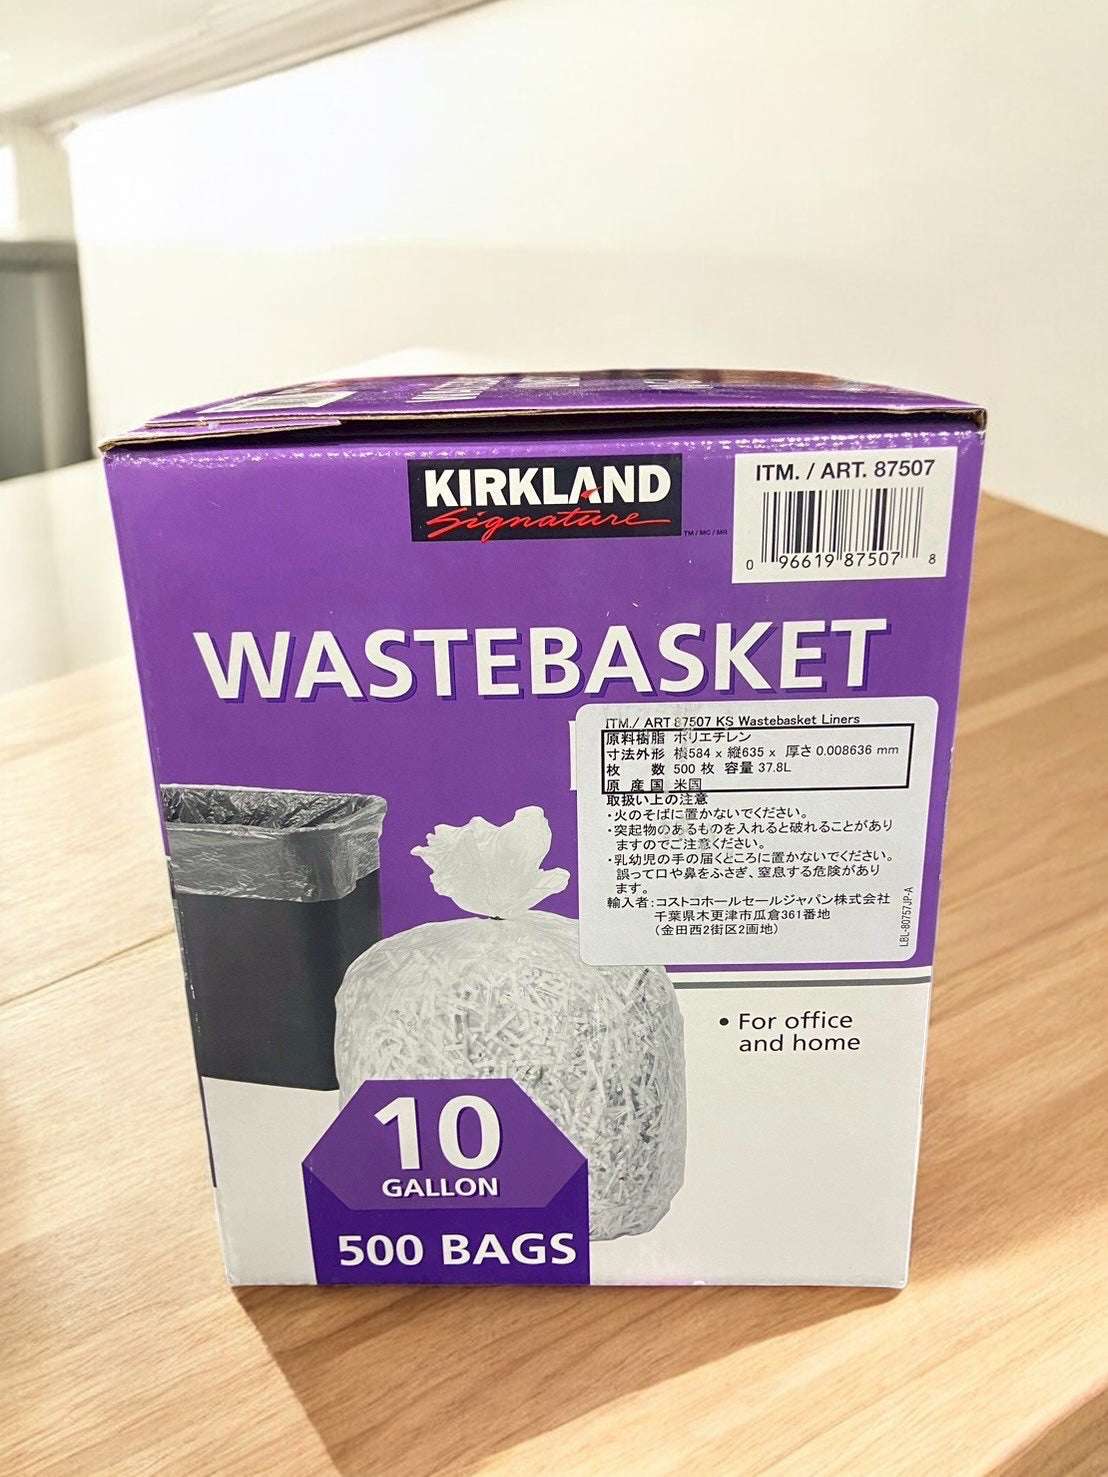 KIRKLAND
Signature
TM / MC / MR
ITM. / ART. 87507
0 96619 87507 8
WASTEBASKET
ITM./ ART 87507 KS Wastebasket Liners
原料樹脂 ポリエチレン
寸法外形 横584 x 縦635 x 厚さ 0.008636 mm
枚 数 500 枚 容量 37.8L
原 産 国 米国
取扱い上の注意
・火のそばに置かないでください。
・突起物のあるものを入れると破れることがあり
ますのでご注意ください。
・乳幼児の手の届くところに置かないでください。
誤って口や鼻をふさぎ、窒息する危険があり
ます。
輸入者：コストコホールセールジャパン株式会社
千葉県木更津市瓜倉361番地
（金田西2街区2画地）
LBL-80757JP-A
• For office
and home
10
GALLON
500 BAGS